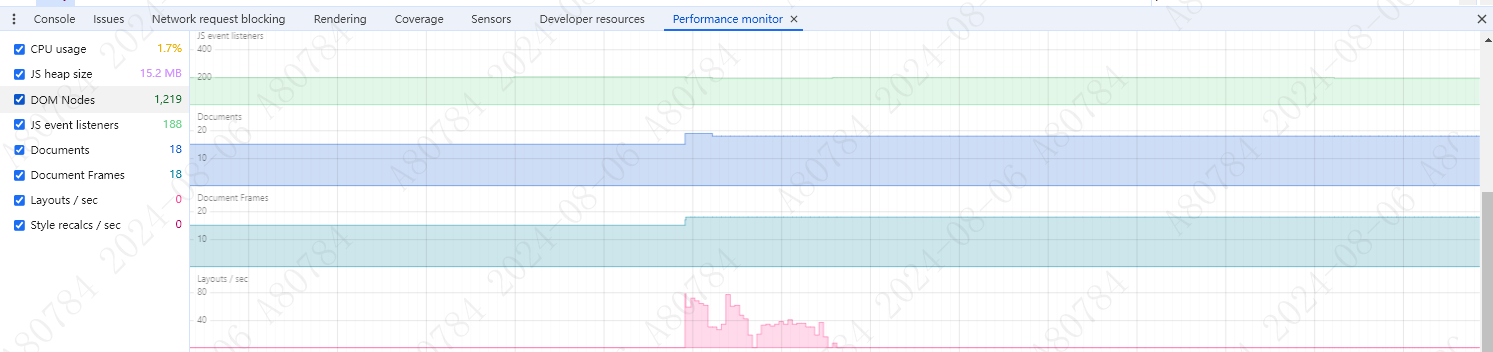 Console Issues Network request blocking Rendering Coverage Sensors Developer resources Performance monitor
CPU usage 1.7%
JS heap size 15.2 MB
DOM Nodes 1,219
JS event listeners 188
Documents 18
Document Frames 18
Layouts / sec 0
Style recalcs / sec 0
JS event listeners
400
200
Documents
20
10
Document Frames
20
10
Layouts / sec
80
40
A80784 2024-08-06